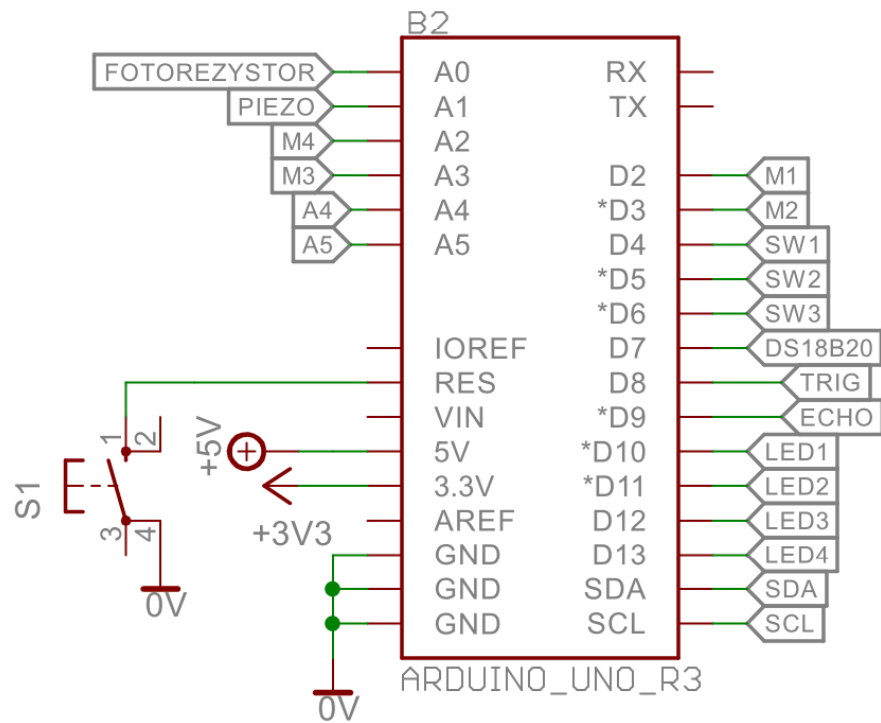 B2
FOTOREZYSTOR A0 RX
PIEZO A1 TX
M4 A2
M3 A3 D2 M1
A4 A4 *D3 M2
A5 A5 D4 SW1
*D5 SW2
*D6 SW3
IOREF D7 DS18B20
RES D8 TRIG
VIN *D9 ECHO
1 2
+5V 5V *D10 LED1
S1
3.3V *D11 LED2
+3V3 AREF D12 LED3
3 4
GND D13 LED4
GND SDA SDA
0V
GND SCL SCL
ARDUINO_UNO_R3
0V